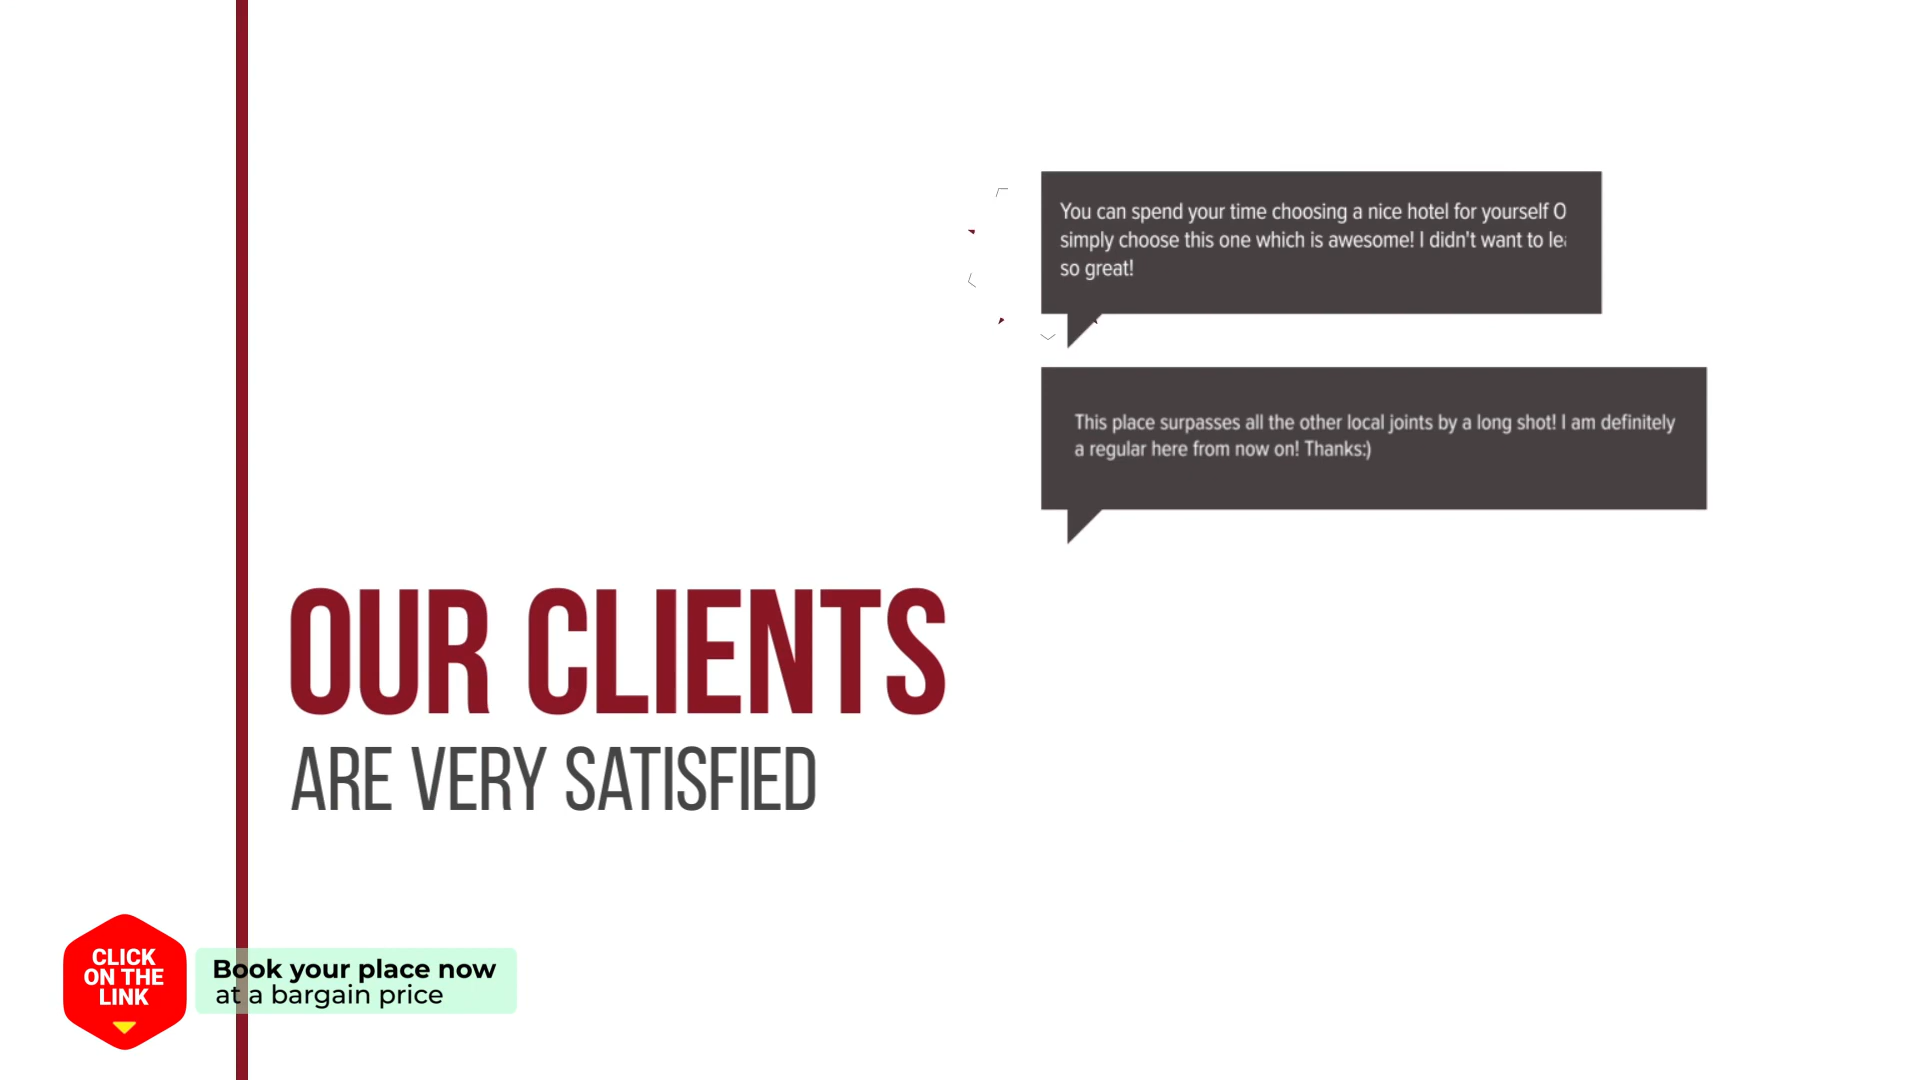 You can spend your time choosing a nice hotel for yourself O
simply choose this one which is awesome! I didn't want to
so great!
This place surpasses all the other local joints by a long shot! I am definitely
a regular here from now on! Thanks:)
OUR CLIENTS
ARE VERY SATISFIED
CLICK
ON THE
LINK
Book your place now
at a bargain price